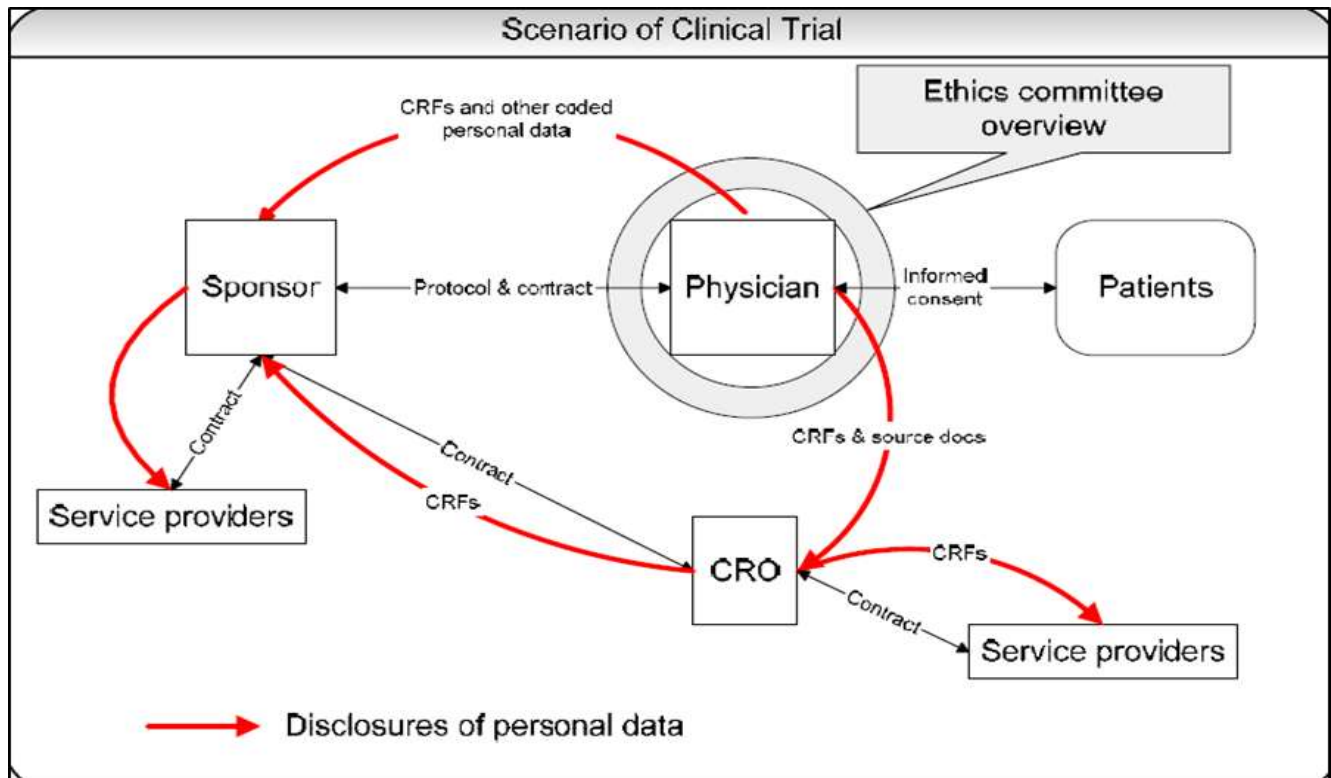 Scenario of Clinical Trial
CRFs and other coded
personal data
Ethics committee
overview
Sponsor
Protocol & contract
Physician
Informed
consent
Patients
Contract
Contract
CRFs & source docs
CRFs
Service providers
CRO
CRFs
Contract
Service providers
Disclosures of personal data